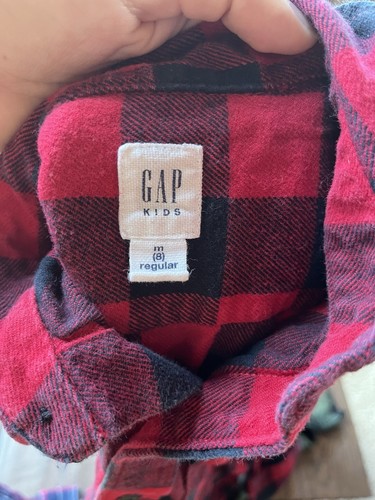 GAP
KIDS
m
(8)
regular